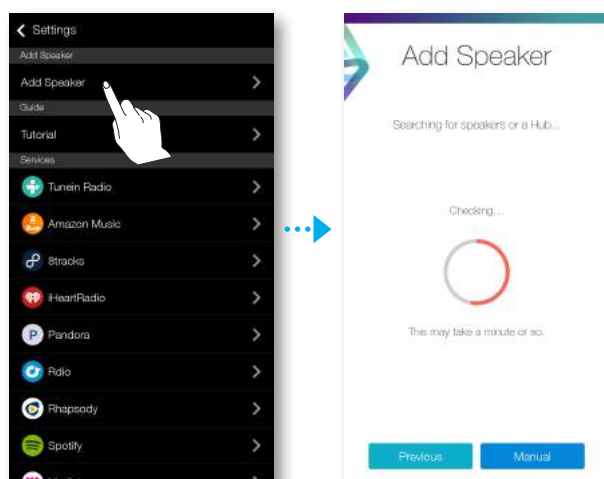 Settings
Add Speaker
Add Speaker
Guide
Tutorial
Services
Tunein Radio
Amazon Music
8tracks
iHeartRadio
P Pandora
Rdio
Rhapsody
Spotify
Add Speaker
Searching for speakers or a Hub...
Checking...
This may take a minute or so.
Previous
Manual